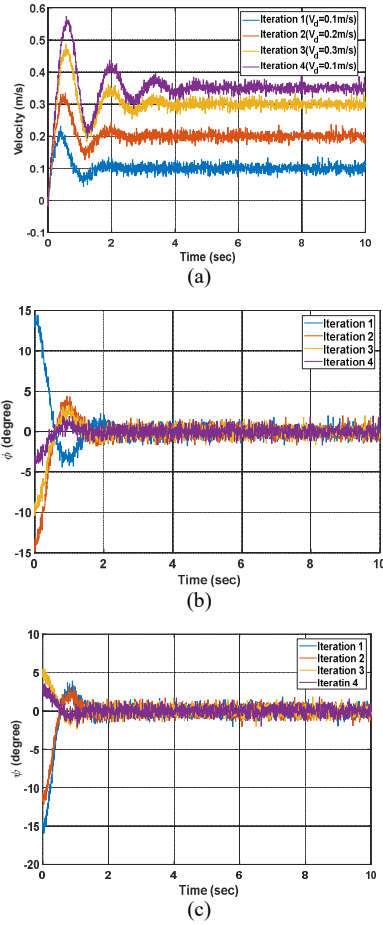 0.6
0.5
0.4
0.3
0.2
0.1
0
-0.1
Velocity (m/s)
Iteration 1(Vd=0.1m/s)
Iteration 2(Vd=0.2m/s)
Iteration 3(Vd=0.3m/s)
Iteration 4(Vd=0.1m/s)
0 2 4 6 8 10
Time (sec)
(a)
15
10
5
0
-5
-10
-15
ϕ (degree)
Iteration 1
Iteration 2
Iteration 3
Iteration 4
0 2 4 6 8 10
Time (sec)
(b)
10
5
0
-5
-10
-15
-20
ψ (degree)
Iteration 1
Iteration 2
Iteration 3
Iteratin 4
0 2 4 6 8 10
Time (sec)
(c)